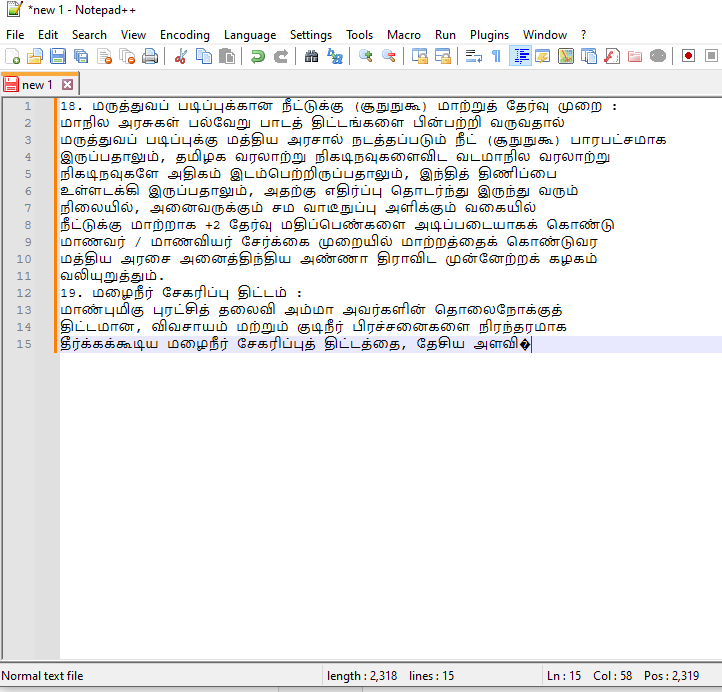 *new 1 - Notepad++
File Edit Search View Encoding Language Settings Tools Macro Run Plugins Window ?
new 1
1 18. மருத்துவப் படிப்புக்கான நீட்டுக்கு (சூநுநுகூ) மாற்றுத் தேர்வு முறை :
2 மாநில அரசுகள் பல்வேறு பாடத் திட்டங்களை பின்பற்றி வருவதால்
3 மருத்துவப் படிப்புக்கு மத்திய அரசால் நடத்தப்படும் நீட் (சூநுநுகூ) பாரபட்சமாக
4 இருப்பதாலும், தமிழக வரலாற்று நிகடிநவுகளைவிட வடமாநில வரலாற்று
5 நிகடிநவுகளே அதிகம் இடம்பெற்றிருப்பதாலும், இந்தித் திணிப்பை
6 உள்ளடக்கி இருப்பதாலும், அதற்கு எதிர்ப்பு தொடர்ந்து இருந்து வரும்
7 நிலையில், அனைவருக்கும் சம வாடீநுப்பு அளிக்கும் வகையில்
8 நீட்டுக்கு மாற்றாக +2 தேர்வு மதிப்பெண்களை அடிப்படையாகக் கொண்டு
9 மாணவர் / மாணவியர் சேர்க்கை முறையில் மாற்றத்தைக் கொண்டுவர
10 மத்திய அரசை அனைத்திந்திய அண்ணா திராவிட முன்னேற்றக் கழகம்
11 வலியுறுத்தும்.
12 19. மழைநீர் சேகரிப்பு திட்டம் :
13 மாண்புமிகு புரட்சித் தலைவி அம்மா அவர்களின் தொலைநோக்குத்
14 திட்டமான, விவசாயம் மற்றும் குடிநீர் பிரச்சனைகளை நிரந்தரமாக
15 தீர்க்கக்கூடிய மழைநீர் சேகரிப்புத் திட்டத்தை, தேசிய அளவி�
Normal text file length : 2,318 lines : 15 Ln : 15 Col : 58 Pos : 2,319